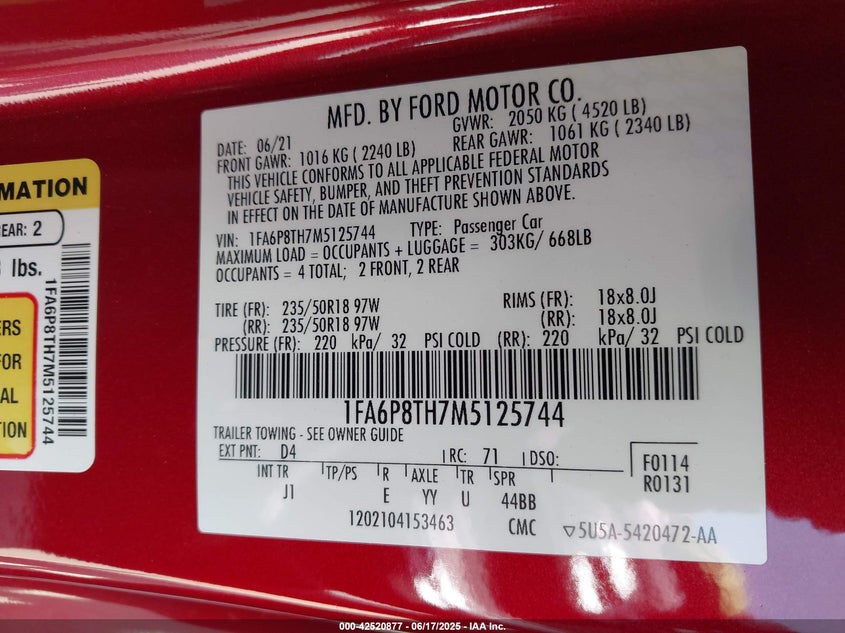 MATION
REAR: 2
lbs.
ERS
FOR
AL
TION
1FA6P8TH7M5125744
MFD. BY FORD MOTOR CO.
DATE: 06/21 GVWR: 2050 KG ( 4520 LB)
FRONT GAWR: 1016 KG ( 2240 LB) REAR GAWR: 1061 KG ( 2340 LB)
THIS VEHICLE CONFORMS TO ALL APPLICABLE FEDERAL MOTOR
VEHICLE SAFETY, BUMPER, AND THEFT PREVENTION STANDARDS
IN EFFECT ON THE DATE OF MANUFACTURE SHOWN ABOVE.
VIN: 1FA6P8TH7M5125744 TYPE: Passenger Car
MAXIMUM LOAD = OCCUPANTS + LUGGAGE = 303KG/ 668LB
OCCUPANTS = 4 TOTAL; 2 FRONT, 2 REAR
TIRE (FR): 235/50R18 97W RIMS (FR): 18x8.0J
(RR): 235/50R18 97W (RR): 18x8.0J
PRESSURE (FR): 220 kPa/ 32 PSI COLD (RR): 220 kPa/ 32 PSI COLD
1FA6P8TH7M5125744
TRAILER TOWING - SEE OWNER GUIDE
EXT PNT: D4 RC: 71 DSO: F0114
INT TR TP/PS R AXLE TR SPR R0131
J1 E YY U 44BB
1202104153463 CMC ▽5U5A-5420472-AA
000-42520877 - 06/17/2025 - IAA Inc.